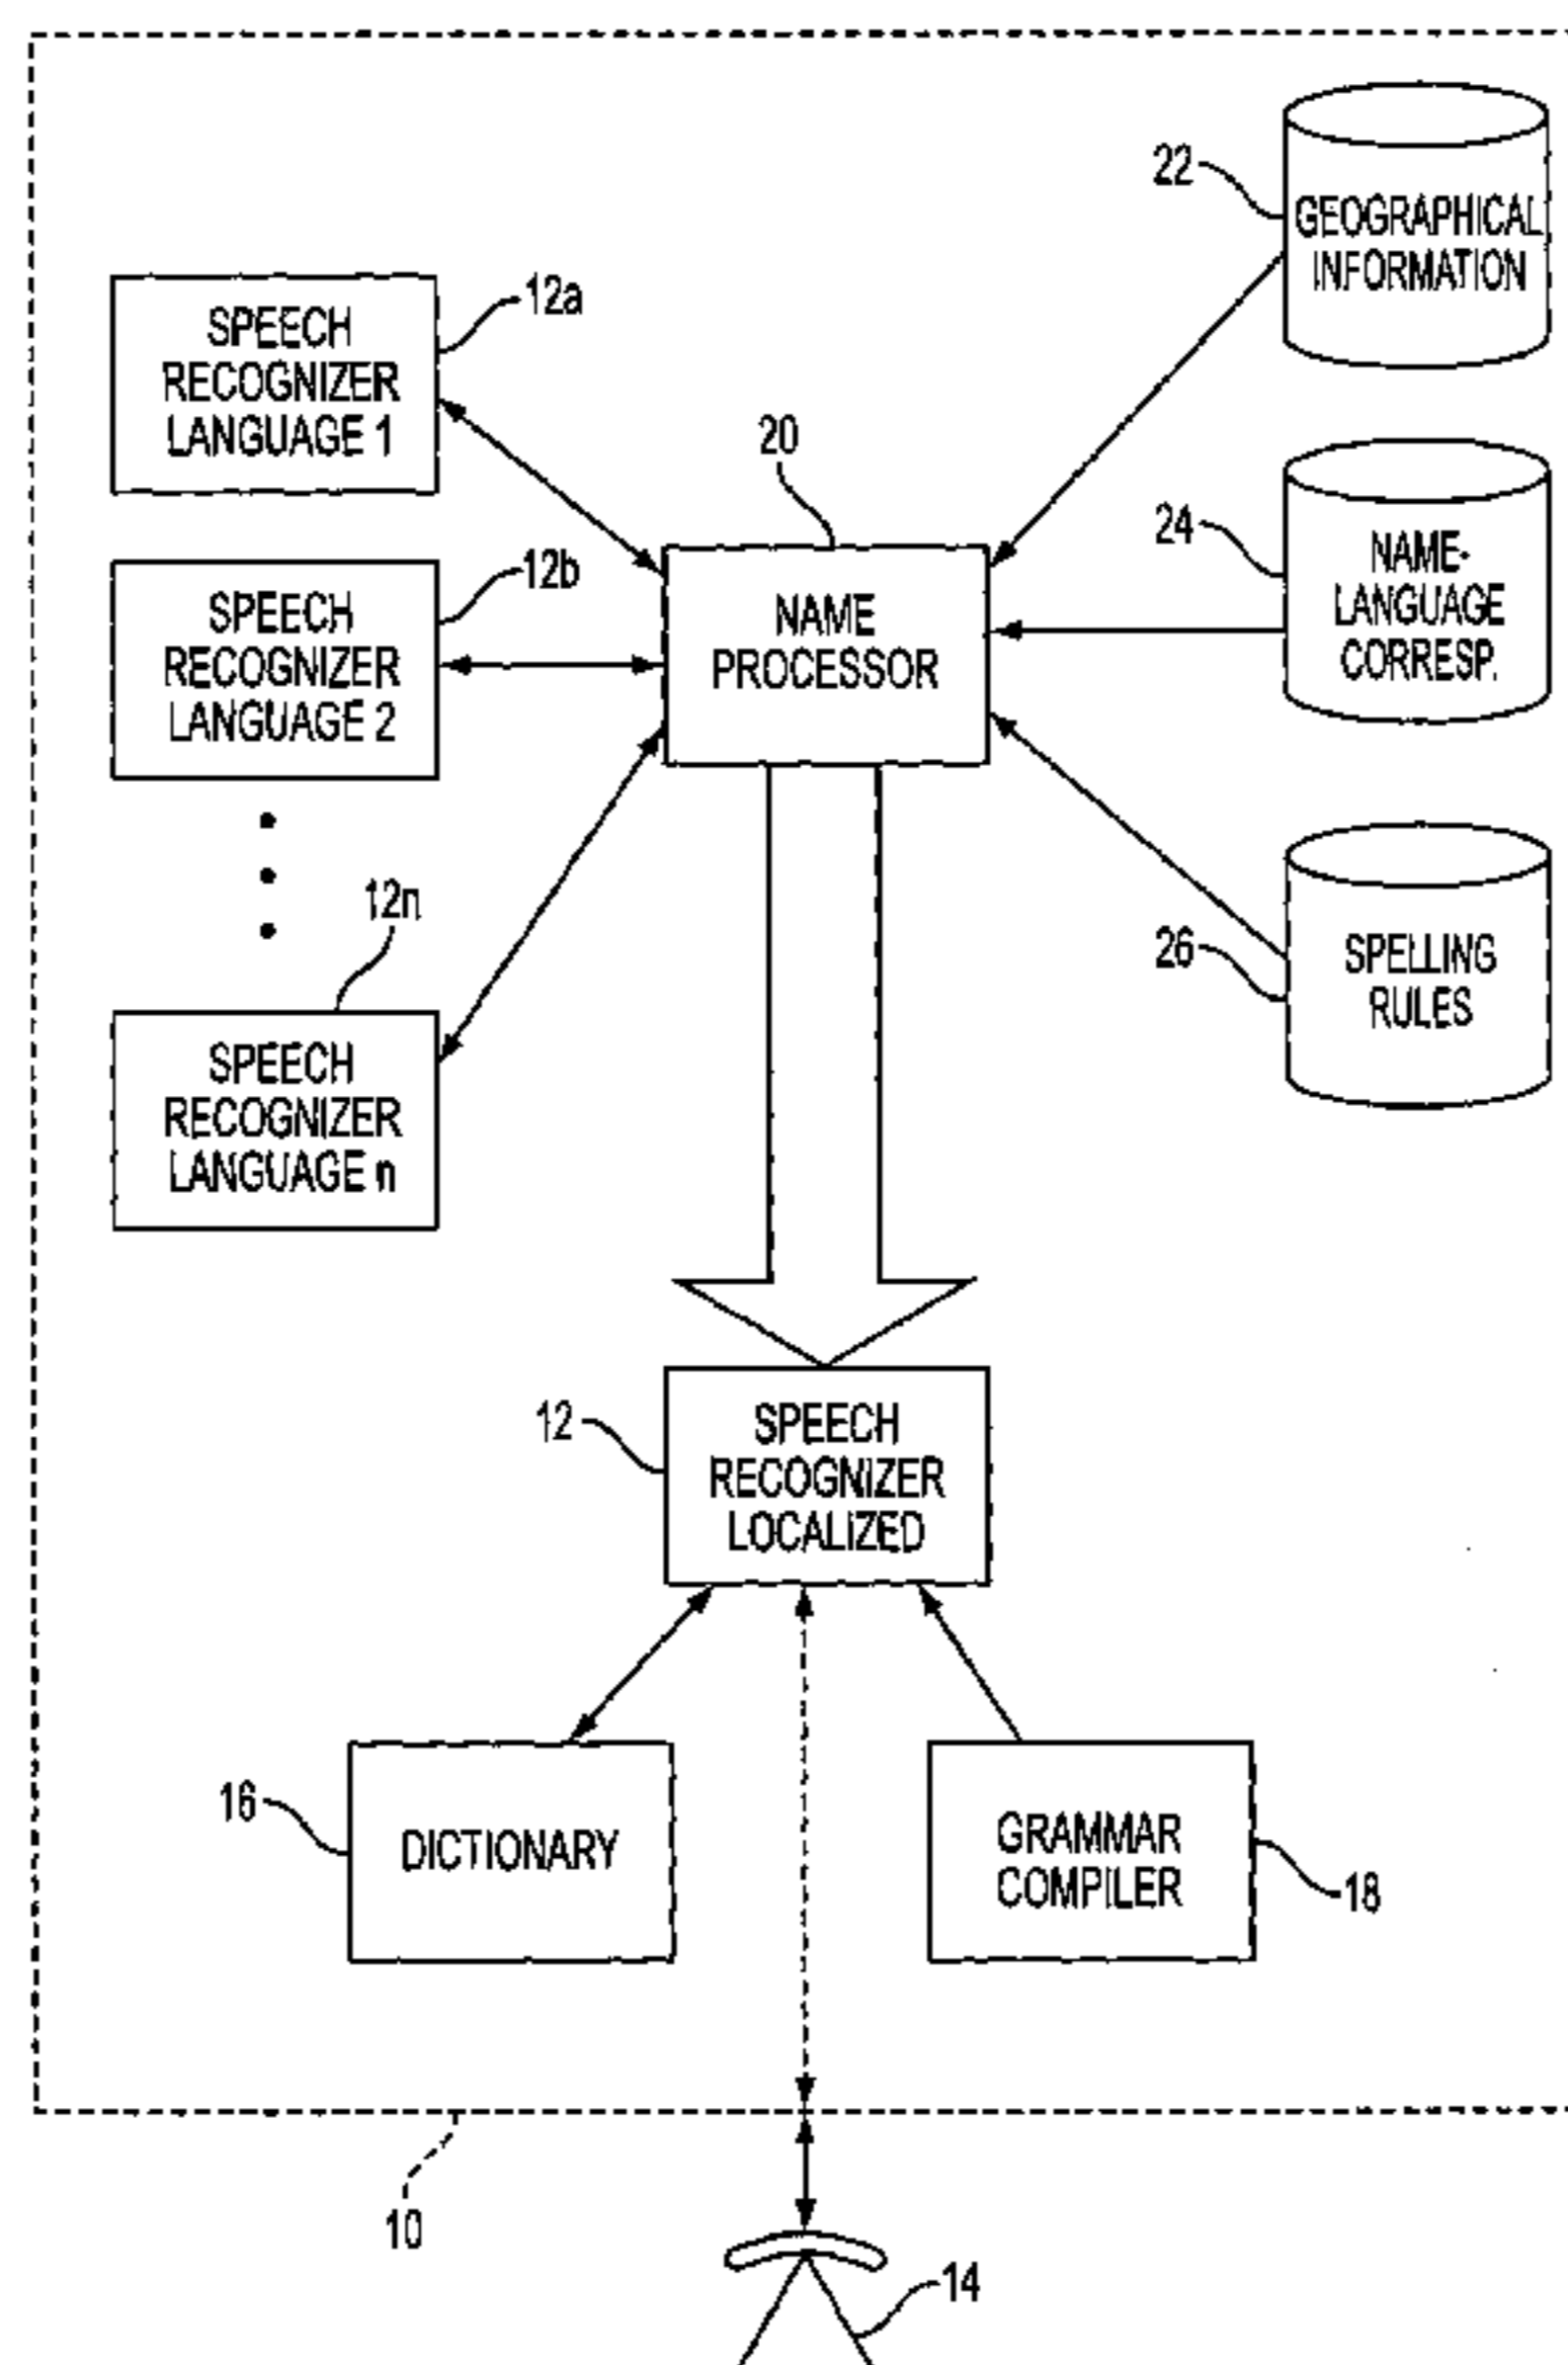 22
GEOGRAPHICAL
INFORMATION
12a
SPEECH
RECOGNIZER
LANGUAGE 1
20
24
NAME-
LANGUAGE
CORRESP.
12b
SPEECH
RECOGNIZER
LANGUAGE 2
NAME
PROCESSOR
12n
26
SPELLING
RULES
SPEECH
RECOGNIZER
LANGUAGE n
12
SPEECH
RECOGNIZER
LOCALIZED
16
DICTIONARY
GRAMMAR
COMPILER
18
10
14